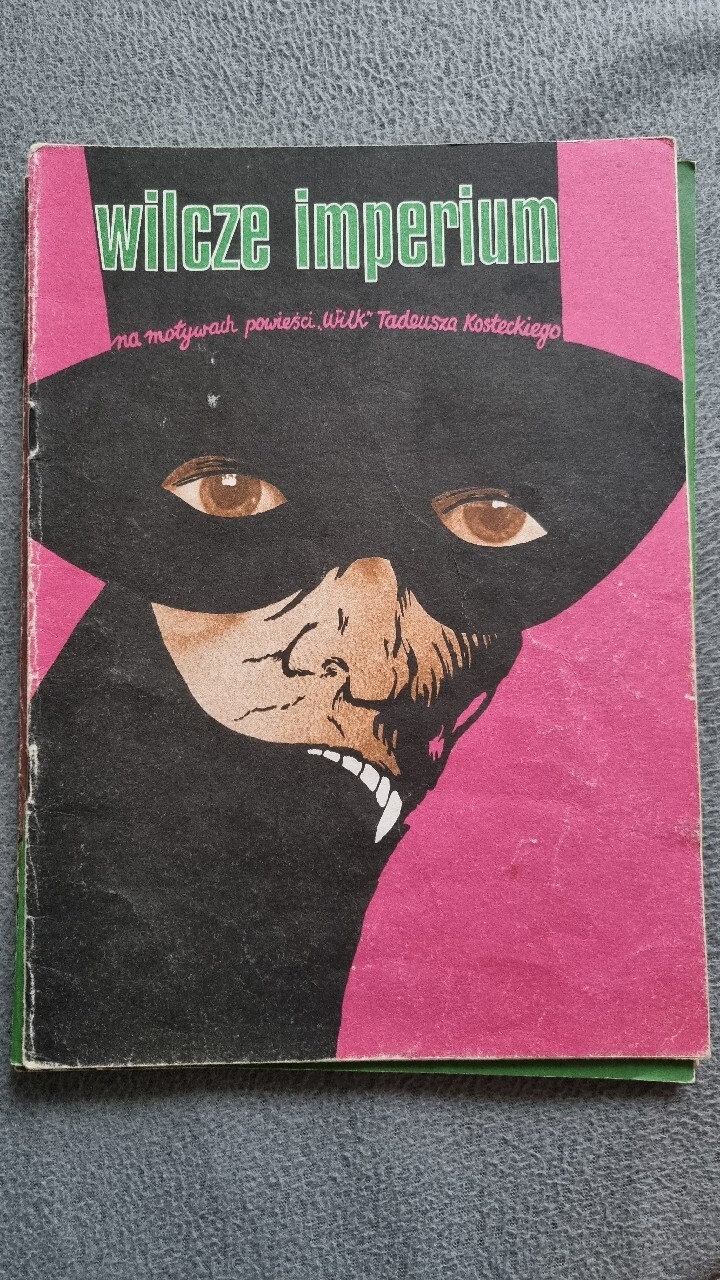 wilcze imperium
na motywach powieści „Wilk” Tadeusza Kosteckiego